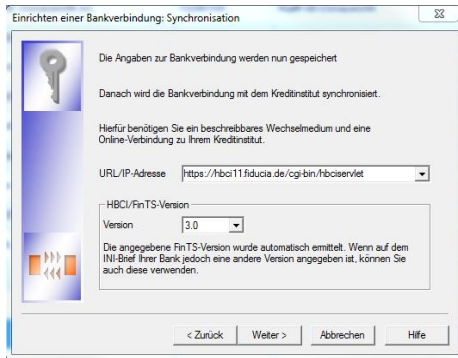 Einrichten einer Bankverbindung: Synchronisation
Die Angaben zur Bankverbindung werden nun gespeichert
Danach wird die Bankverbindung mit dem Kreditinstitut synchronisiert.
Hierfür benötigen Sie ein beschreibbares Wechselmedium und eine
Online-Verbindung zu Ihrem Kreditinstitut.
URL/IP-Adresse https://hbci11.fiducia.de/cgi-bin/hbciservlet
HBCI/FinTS-Version
Version 3.0
Die angegebene FinTS-Version wurde automatisch ermittelt. Wenn auf dem
INI-Brief Ihrer Bank jedoch eine andere Version angegeben ist, können Sie
auch diese verwenden.
< Zurück Weiter > Abbrechen Hilfe